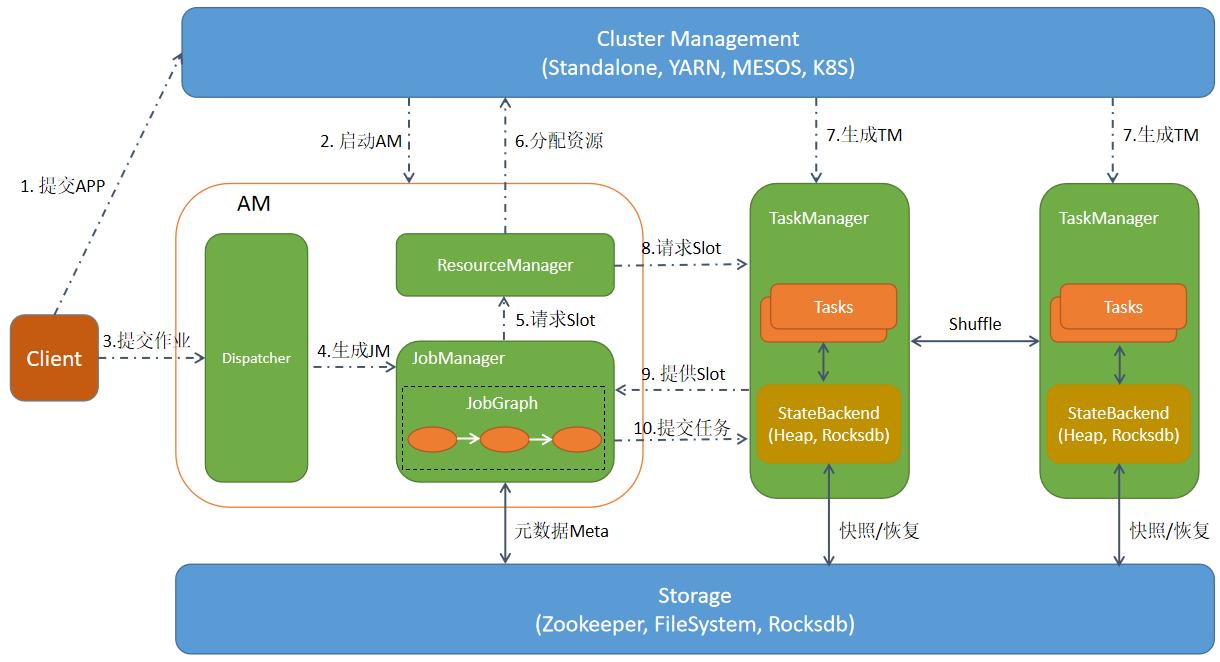 Cluster Management
(Standalone, YARN, MESOS, K8S)
1. 提交APP
2. 启动AM
6.分配资源
7.生成TM
7.生成TM
AM
Dispatcher
ResourceManager
5.请求Slot
Client
3.提交作业
4.生成JM
JobManager
JobGraph
8.请求Slot
9. 提供Slot
10.提交任务
TaskManager
Tasks
StateBackend
(Heap, Rocksdb)
Shuffle
TaskManager
Tasks
StateBackend
(Heap, Rocksdb)
元数据Meta
快照/恢复
快照/恢复
Storage
(Zookeeper, FileSystem, Rocksdb)